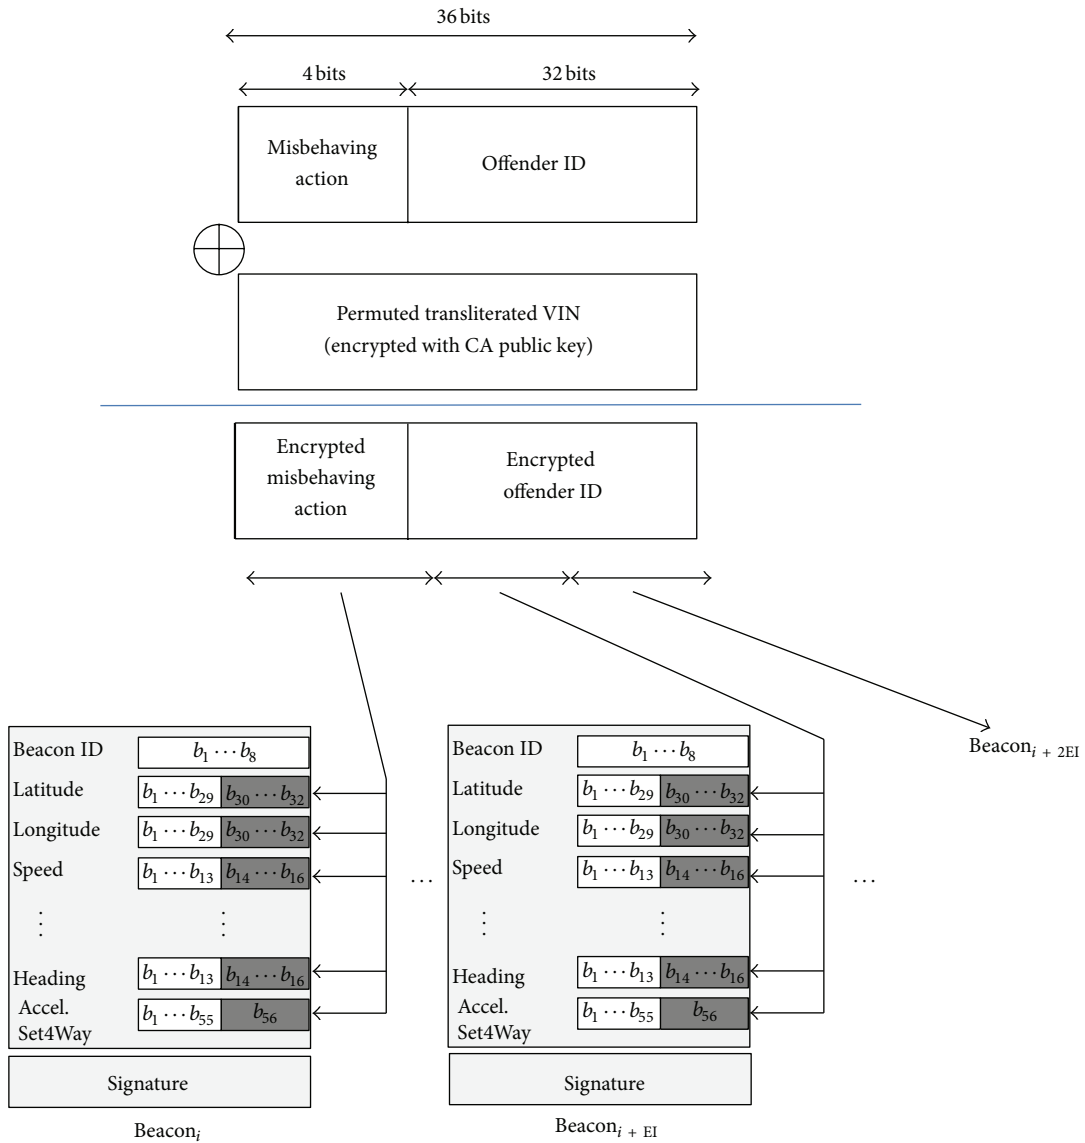 36 bits
4 bits
32 bits
Misbehaving
action
Offender ID
Permuted transliterated VIN
(encrypted with CA public key)
Encrypted
misbehaving
action
Encrypted
offender ID
Beacon ID
b1 ··· b8
Latitude
b1 ··· b29
b30 ··· b32
Longitude
b1 ··· b29
b30 ··· b32
Speed
b1 ··· b13
b14 ··· b16
⋮
⋮
Heading
b1 ··· b13
b14 ··· b16
Accel.
Set4Way
b1 ··· b55
b56
Signature
Beaconi
...
Beacon ID
b1 ··· b8
Latitude
b1 ··· b29
b30 ··· b32
Longitude
b1 ··· b29
b30 ··· b32
Speed
b1 ··· b13
b14 ··· b16
⋮
⋮
Heading
b1 ··· b13
b14 ··· b16
Accel.
Set4Way
b1 ··· b55
b56
Signature
Beaconi + EI
...
Beaconi + 2EI